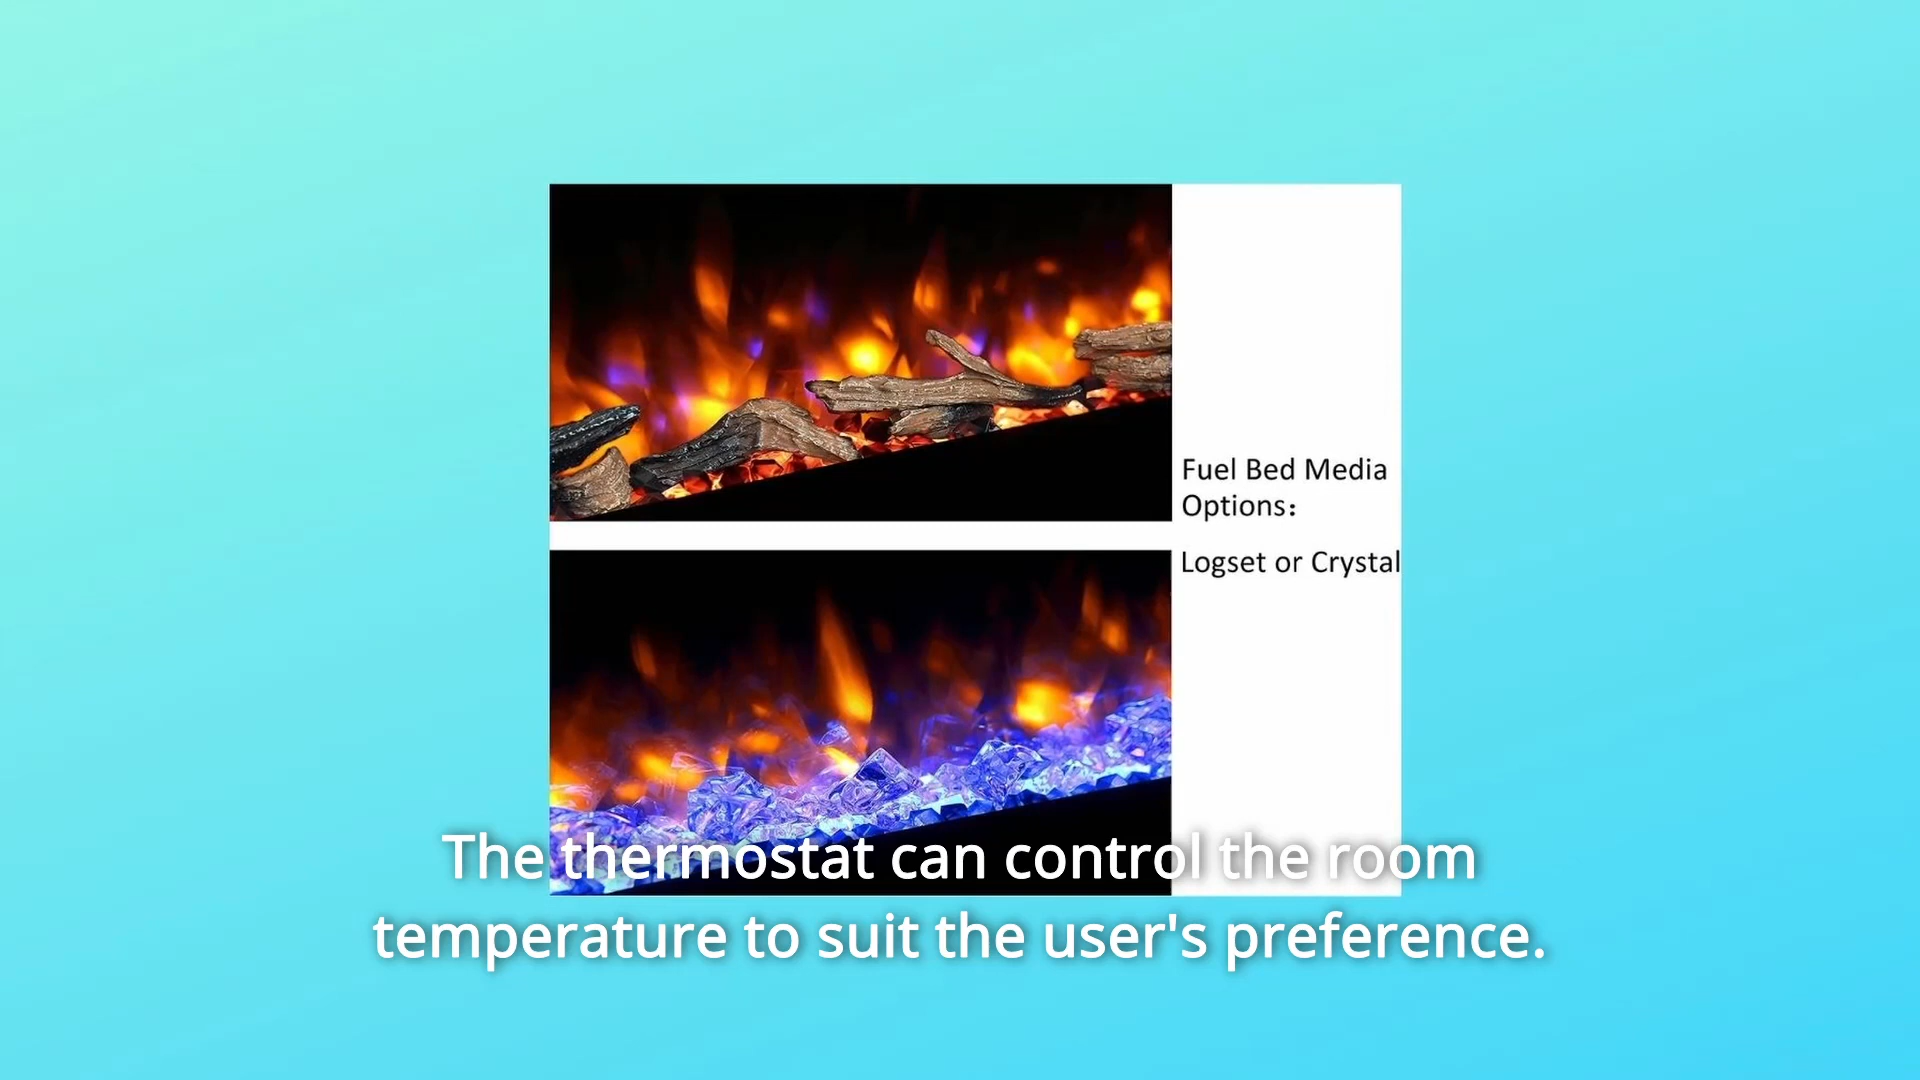 Fuel Bed Media
Options：
Logset or Crystal
The thermostat can control the room
temperature to suit the user's preference.